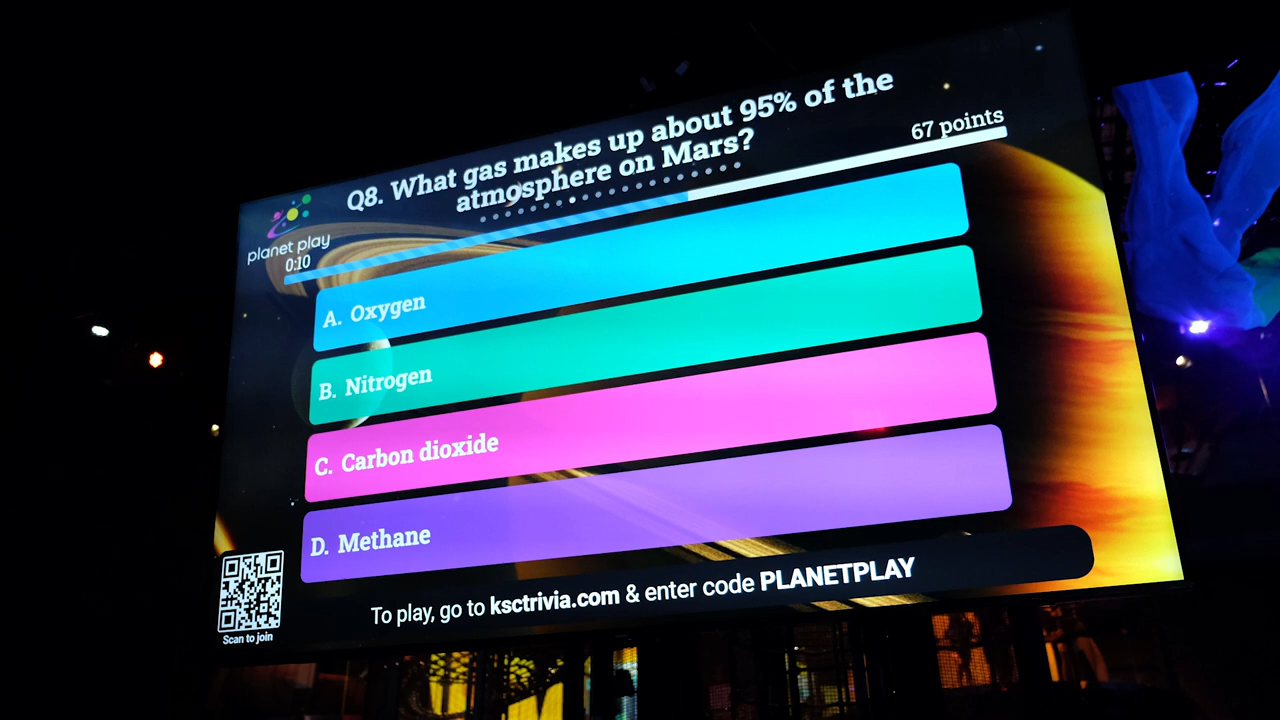 Q8. What gas makes up about 95% of the
atmosphere on Mars?
67 points
planet play
0:10
A. Oxygen
B. Nitrogen
C. Carbon dioxide
D. Methane
To play, go to ksctrivia.com & enter code PLANETPLAY
Scan to join